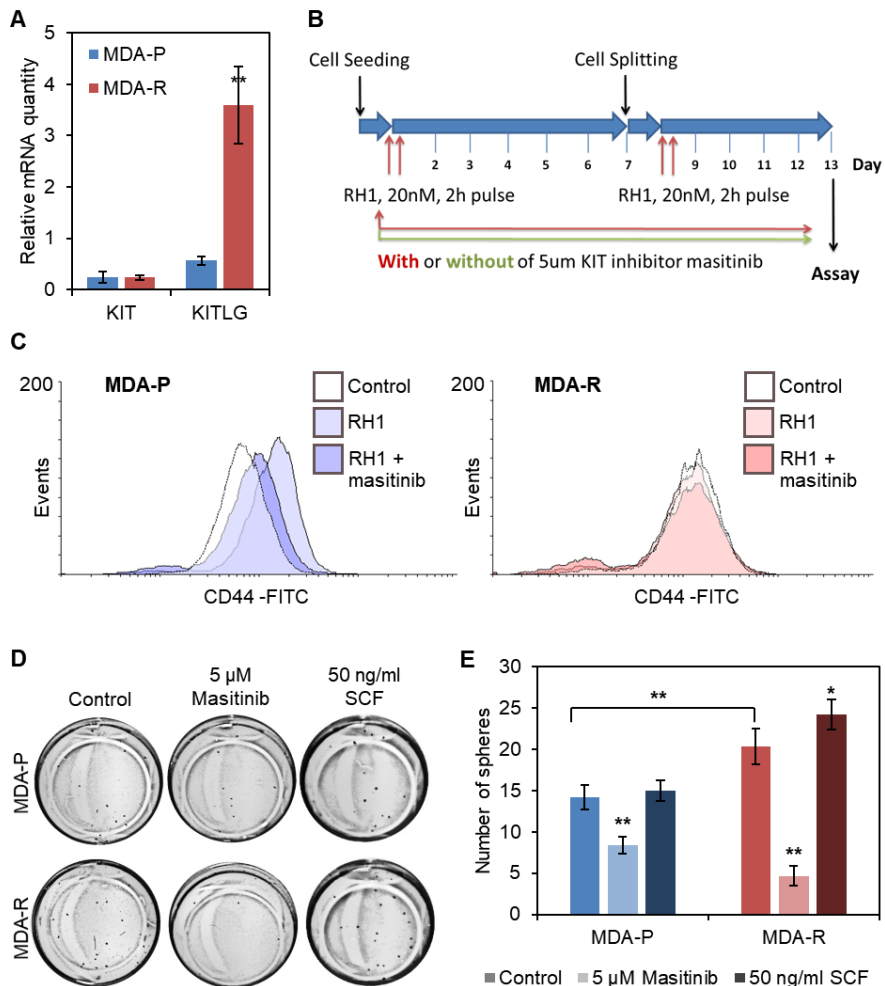 A
MDA-P
MDA-R
Relative mRNA quantity
5
4
3
2
1
0
**
KIT
KITLG
B
Cell Seeding
Cell Splitting
2
3
4
5
6
7
8
9
10
11
12
13
Day
RH1, 20nM, 2h pulse
RH1, 20nM, 2h pulse
With or without of 5um KIT inhibitor masitinib
Assay
C
200
MDA-P
Control
RH1
RH1 +
masitinib
Events
CD44 -FITC
200
MDA-R
Control
RH1
RH1 +
masitinib
Events
CD44 -FITC
D
Control
5 µM
Masitinib
50 ng/ml
SCF
MDA-P
MDA-R
E
Number of spheres
30
25
20
15
10
5
0
**
**
**
*
MDA-P
MDA-R
Control
5 µM Masitinib
50 ng/ml SCF